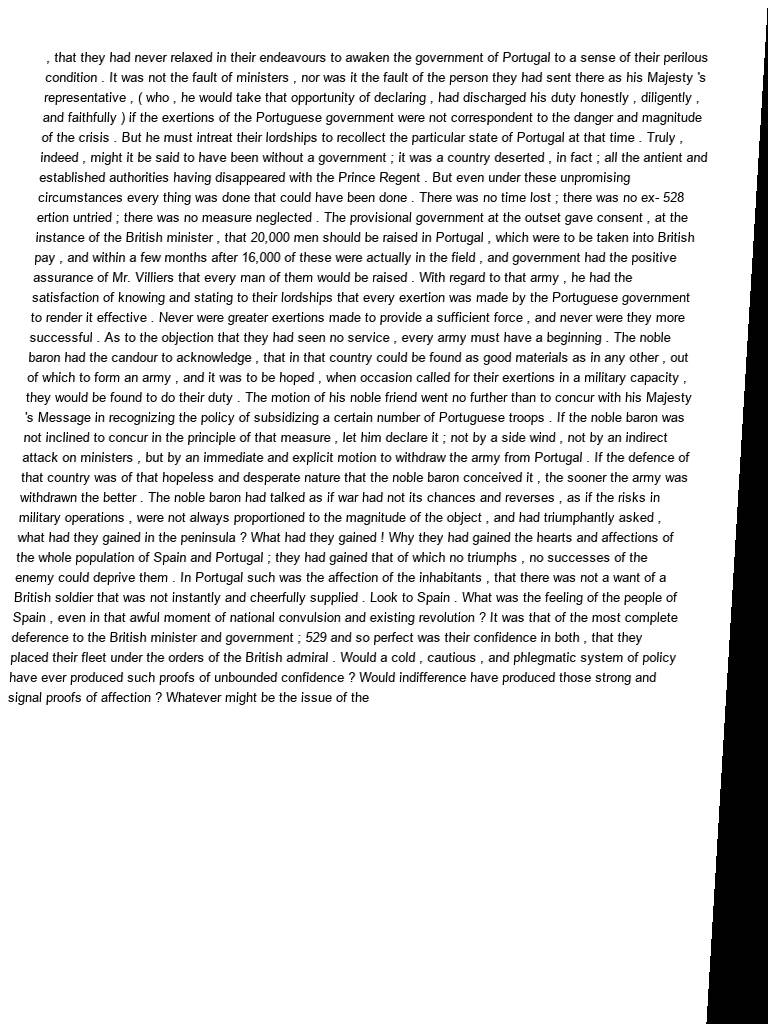 , that they had never relaxed in their endeavours to awaken the government of Portugal to a sense of their perilous
condition . It was not the fault of ministers , nor was it the fault of the person they had sent there as his Majesty 's
representative , ( who , he would take that opportunity of declaring , had discharged his duty honestly , diligently ,
and faithfully ) if the exertions of the Portuguese government were not correspondent to the danger and magnitude
of the crisis . But he must intreat their lordships to recollect the particular state of Portugal at that time . Truly ,
indeed , might it be said to have been without a government ; it was a country deserted , in fact ; all the antient and
established authorities having disappeared with the Prince Regent . But even under these unpromising
circumstances every thing was done that could have been done . There was no time lost ; there was no ex- 528
ertion untried ; there was no measure neglected . The provisional government at the outset gave consent , at the
instance of the British minister , that 20,000 men should be raised in Portugal , which were to be taken into British
pay , and within a few months after 16,000 of these were actually in the field , and government had the positive
assurance of Mr. Villiers that every man of them would be raised . With regard to that army , he had the
satisfaction of knowing and stating to their lordships that every exertion was made by the Portuguese government
to render it effective . Never were greater exertions made to provide a sufficient force , and never were they more
successful . As to the objection that they had seen no service , every army must have a beginning . The noble
baron had the candour to acknowledge , that in that country could be found as good materials as in any other , out
of which to form an army , and it was to be hoped , when occasion called for their exertions in a military capacity ,
they would be found to do their duty . The motion of his noble friend went no further than to concur with his Majesty
's Message in recognizing the policy of subsidizing a certain number of Portuguese troops . If the noble baron was
not inclined to concur in the principle of that measure , let him declare it ; not by a side wind , not by an indirect
attack on ministers , but by an immediate and explicit motion to withdraw the army from Portugal . If the defence of
that country was of that hopeless and desperate nature that the noble baron conceived it , the sooner the army was
withdrawn the better . The noble baron had talked as if war had not its chances and reverses , as if the risks in
military operations , were not always proportioned to the magnitude of the object , and had triumphantly asked ,
what had they gained in the peninsula ? What had they gained ! Why they had gained the hearts and affections of
the whole population of Spain and Portugal ; they had gained that of which no triumphs , no successes of the
enemy could deprive them . In Portugal such was the affection of the inhabitants , that there was not a want of a
British soldier that was not instantly and cheerfully supplied . Look to Spain . What was the feeling of the people of
Spain , even in that awful moment of national convulsion and existing revolution ? It was that of the most complete
deference to the British minister and government ; 529 and so perfect was their confidence in both , that they
placed their fleet under the orders of the British admiral . Would a cold , cautious , and phlegmatic system of policy
have ever produced such proofs of unbounded confidence ? Would indifference have produced those strong and
signal proofs of affection ? Whatever might be the issue of the